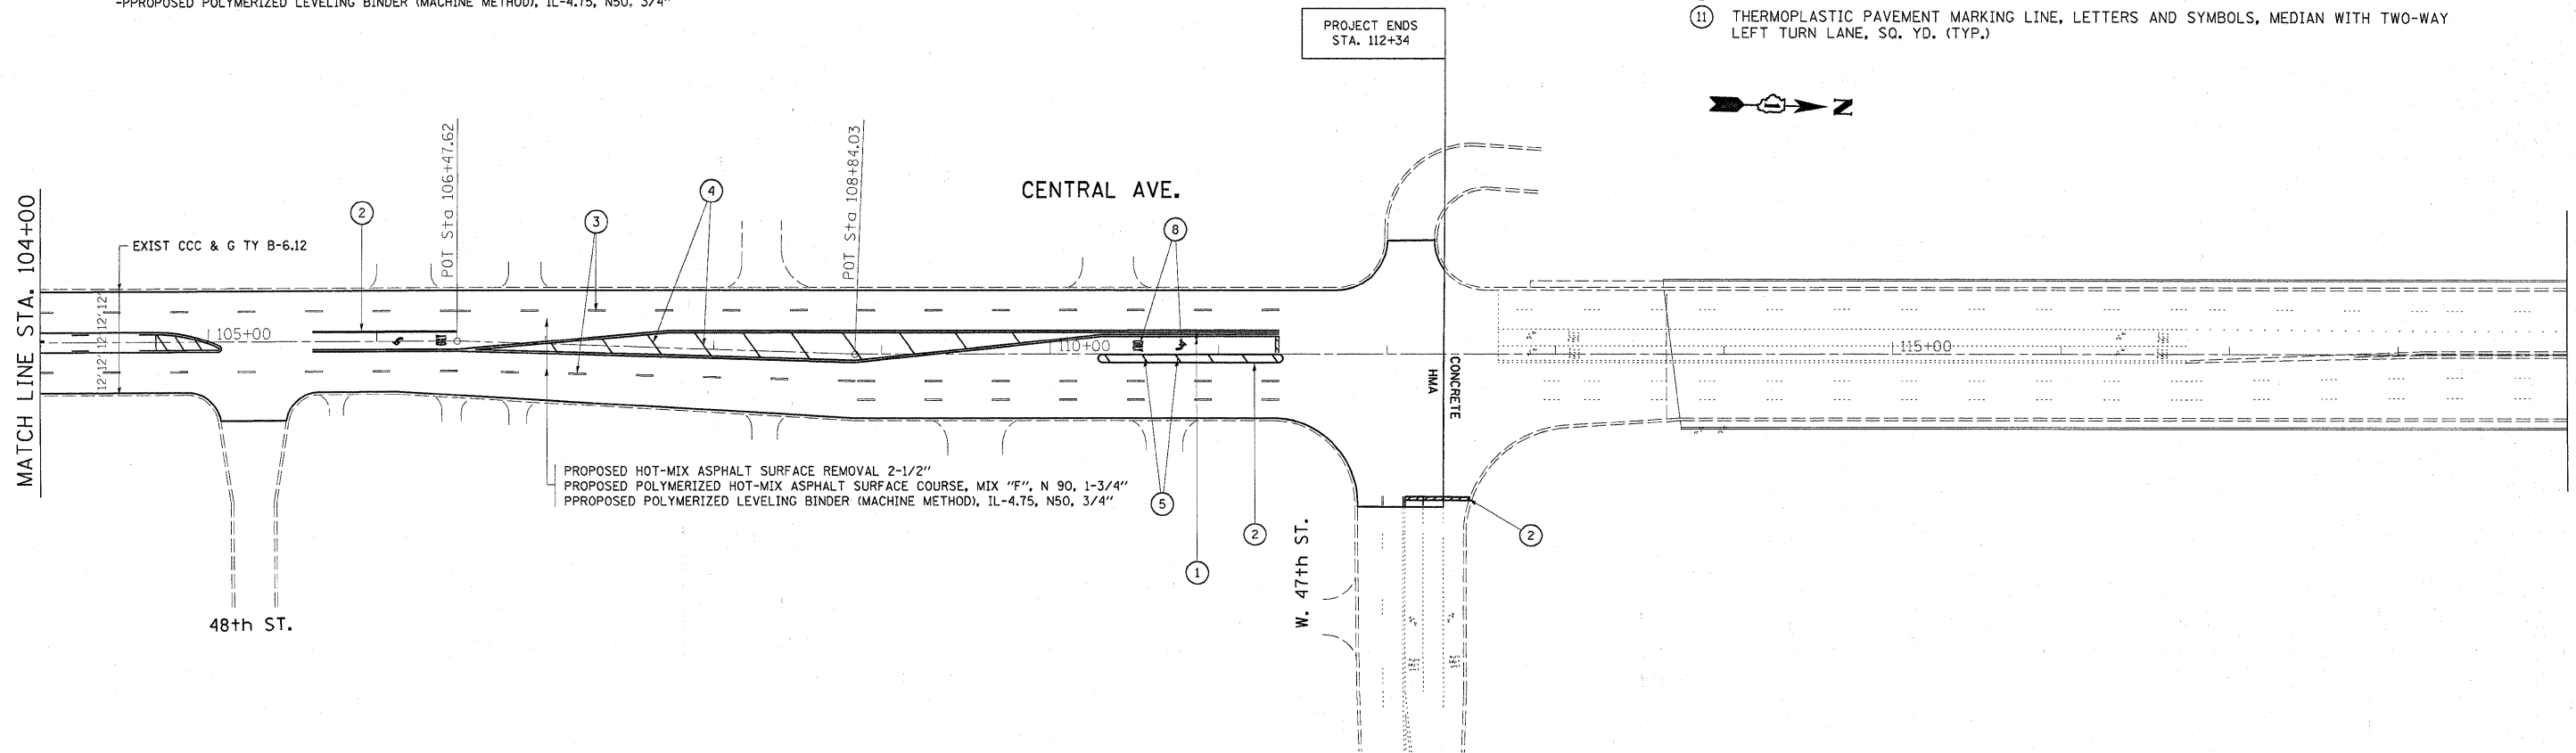 -PPROPOSED POLYMERIZED LEVELING BINDER (MACHINE METHOD), IL-4.75, N50, 3/4"
PROJECT ENDS
STA. 112+34
11 THERMOPLASTIC PAVEMENT MARKING LINE, LETTERS AND SYMBOLS, MEDIAN WITH TWO-WAY
LEFT TURN LANE, SQ. YD. (TYP.)
N
MATCH LINE STA. 104+00
EXIST CCC & G TY B-6.12
2
POT Sta 106+47.62
3
4
POT Sta 108+84.03
CENTRAL AVE.
8
12' 12' 12' 12' 12'
105+00
ONLY
110+00
ONLY
CONCRETE
HMA
115+00
PROPOSED HOT-MIX ASPHALT SURFACE REMOVAL 2-1/2"
PROPOSED POLYMERIZED HOT-MIX ASPHALT SURFACE COURSE, MIX "F", N 90, 1-3/4"
PPROPOSED POLYMERIZED LEVELING BINDER (MACHINE METHOD), IL-4.75, N50, 3/4"
5
2
1
W. 47th ST.
2
48th ST.